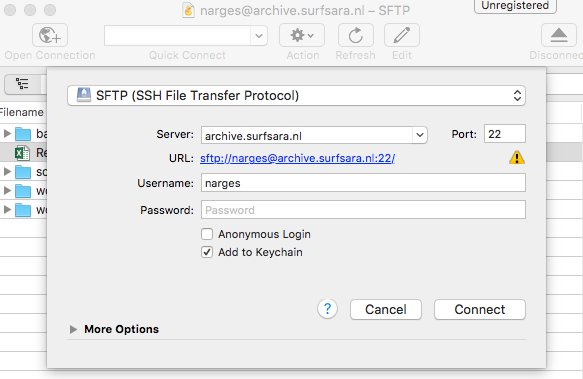 Unregistered
narges@archive.surfsara.nl – SFTP
Open Connection Quick Connect Action Refresh Edit Disconnec
SFTP (SSH File Transfer Protocol)
Filename
Server: archive.surfsara.nl Port: 22
ba
URL: sftp://narges@archive.surfsara.nl:22/
Re
Username: narges
so
wo
Password: Password
wo
Anonymous Login
Add to Keychain
? Cancel Connect
More Options